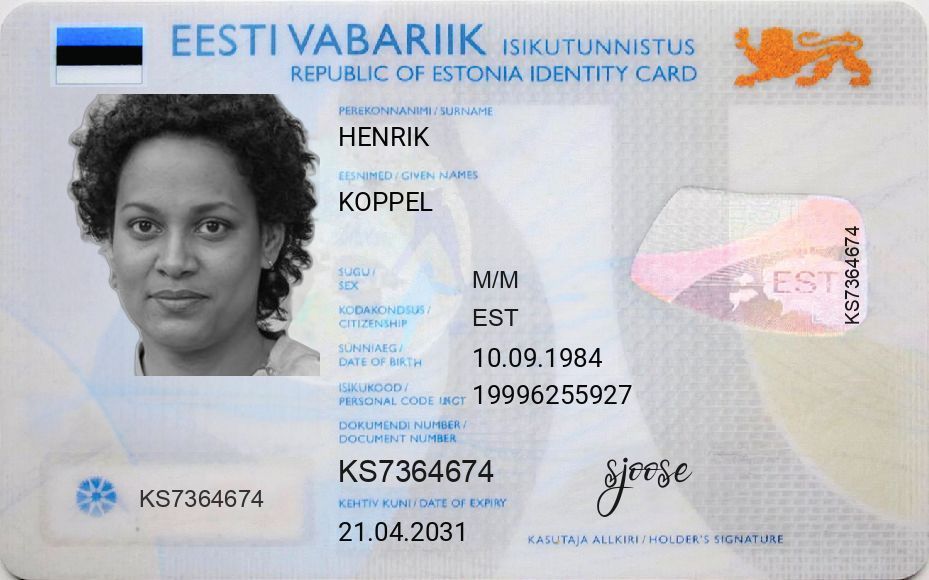 EESTI VABARIIK ISIKUTUNNISTUS
REPUBLIC OF ESTONIA IDENTITY CARD
PEREKONNANIMI / SURNAME
HENRIK
EESNIMED / GIVEN NAMES
KOPPEL
SUGU /
SEX
M/M
KODAKONDSUS /
CITIZENSHIP
EST
SÜNNIAEG /
DATE OF BIRTH
10.09.1984
ISIKUKOOD /
PERSONAL CODE
19996255927
DOKUMENDI NUMBER /
DOCUMENT NUMBER
KS7364674
KEHTIV KUNI / DATE OF EXPIRY
21.04.2031
KS7364674
EST
KS7364674
sjoose
KASUTAJA ALLKIRI / HOLDER'S SIGNATURE